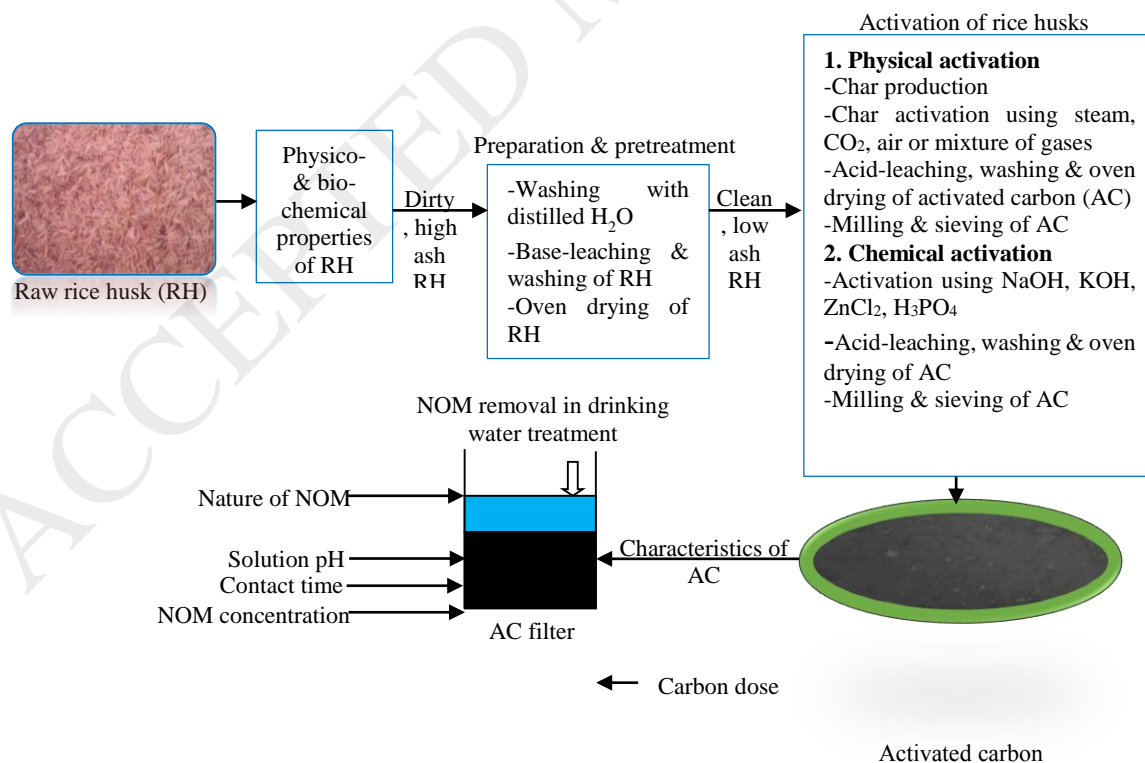 Activation of rice husks
1. Physical activation
-Char production
-Char activation using steam,
CO₂, air or mixture of gases
-Acid-leaching, washing & oven
drying of activated carbon (AC)
-Milling & sieving of AC
2. Chemical activation
-Activation using NaOH, KOH,
ZnCl₂, H₃PO₄
-Acid-leaching, washing & oven
drying of AC
-Milling & sieving of AC
Raw rice husk (RH)
Physico-
& bio-
chemical
properties
of RH
Dirty
, high
ash
RH
Preparation & pretreatment
-Washing with
distilled H₂O
-Base-leaching &
washing of RH
-Oven drying of
RH
Clean
, low
ash
RH
NOM removal in drinking
water treatment
Nature of NOM
Solution pH
Contact time
NOM concentration
Characteristics of
AC
AC filter
Carbon dose
Activated carbon
ACCEPTED M